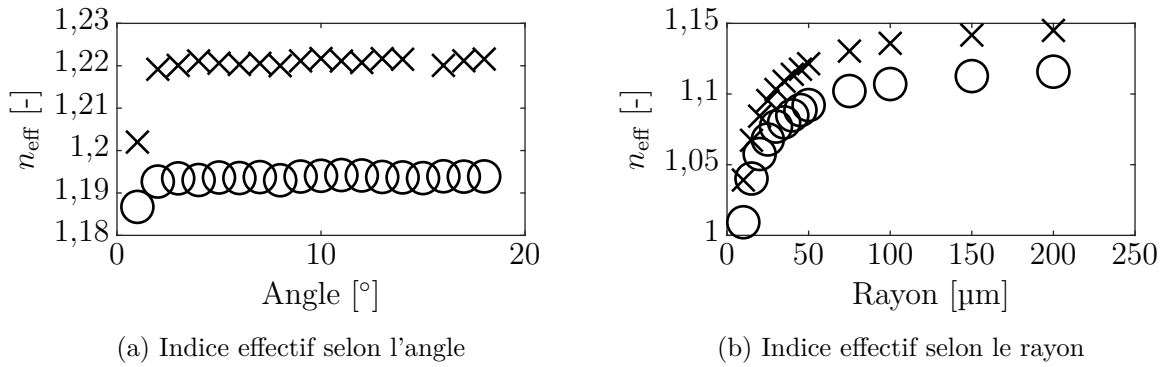 1,23
1,22
1,21
1,2
1,19
1,18
n_eff [-]
0 10 20
Angle [°]
(a) Indice effectif selon l'angle
1,15
1,1
1,05
1
n_eff [-]
0 50 100 150 200 250
Rayon [µm]
(b) Indice effectif selon le rayon